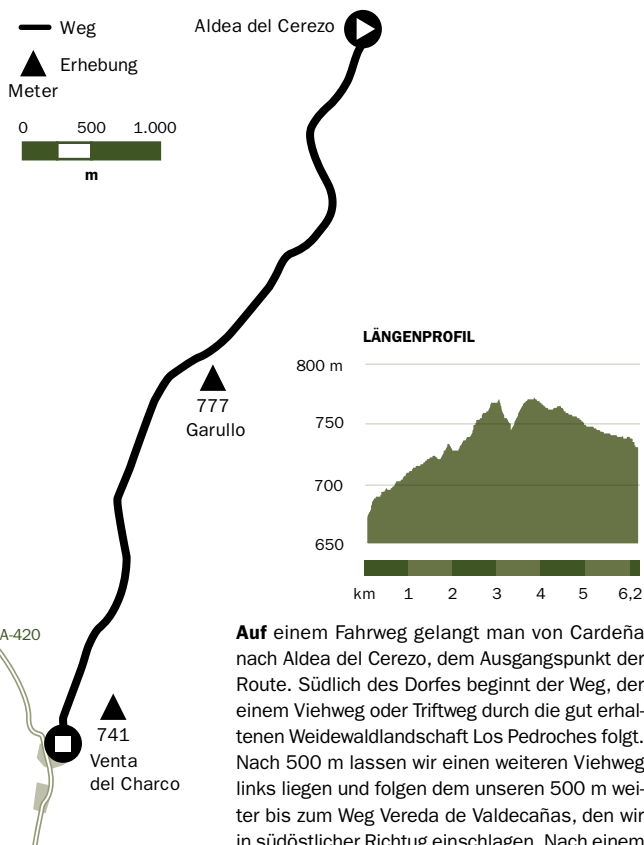 Weg
Aldea del Cerezo
Erhebung
Meter
0 500 1.000
m
LÄNGENPROFIL
800 m
750
700
650
km 1 2 3 4 5 6,2
777
Garullo
A-420
741
Venta
del Charco
Auf einem Fahrweg gelangt man von Cardeña
nach Aldea del Cerezo, dem Ausgangspunkt der
Route. Südlich des Dorfes beginnt der Weg, der
einem Viehweg oder Triftweg durch die gut erhal-
tenen Weidewaldlandschaft Los Pedroches folgt.
Nach 500 m lassen wir einen weiteren Viehweg
links liegen und folgen dem unseren 500 m wei-
ter bis zum Weg Vereda de Valdecañas, den wir
in südöstlicher Richtug einschlagen. Nach einem